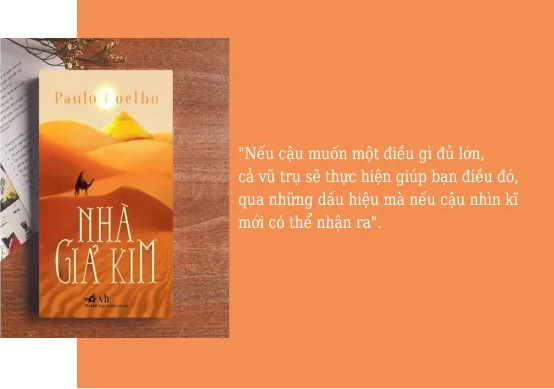 Paulo Coelho
NHÀ
GIẢ KIM
vh
"Nếu cậu muốn một điều gì đủ lớn,
cả vũ trụ sẽ thực hiện giúp bạn điều đó,
qua những dấu hiệu mà nếu cậu nhìn kĩ
mới có thể nhận ra".